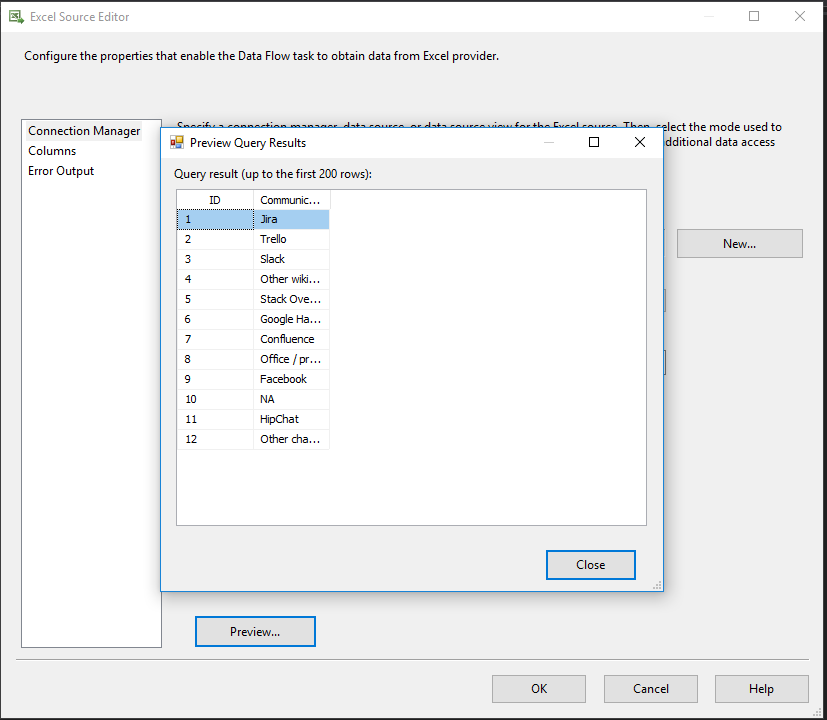 Excel Source Editor
Configure the properties that enable the Data Flow task to obtain data from Excel provider.
Connection Manager
Columns
Error Output
Specify a connection manager, data source, or data source view for the Excel source. Then, select the mode used to
additional data access
Preview Query Results
Query result (up to the first 200 rows):
ID Communic...
1 Jira
2 Trello
3 Slack
4 Other wiki...
5 Stack Ove...
6 Google Ha...
7 Confluence
8 Office / pr...
9 Facebook
10 NA
11 HipChat
12 Other cha...
New...
Close
Preview...
OK Cancel Help